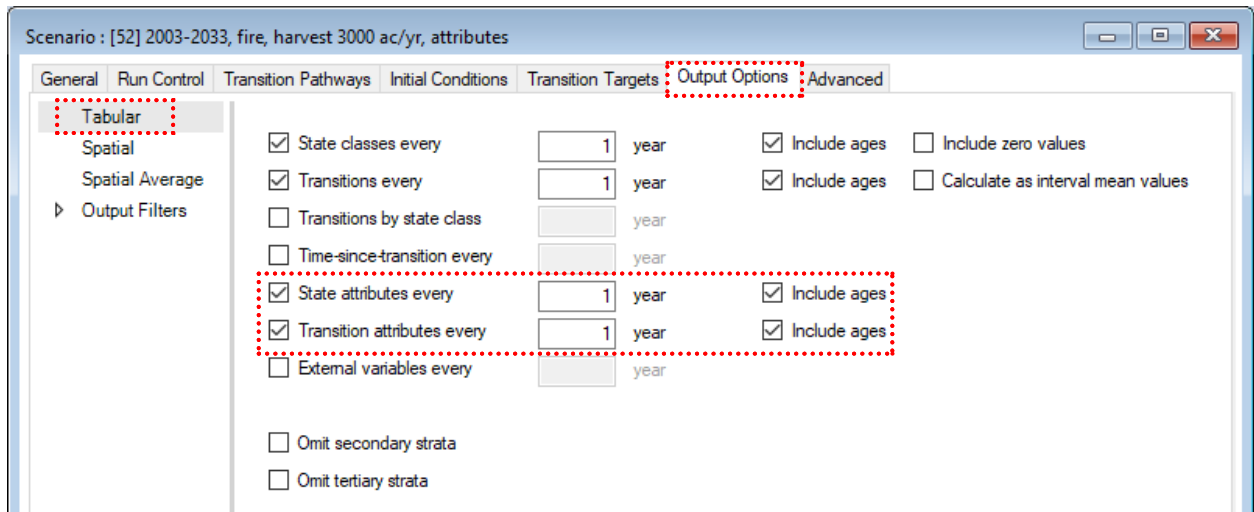 Scenario : [52] 2003-2033, fire, harvest 3000 ac/yr, attributes
General Run Control Transition Pathways Initial Conditions Transition Targets Output Options Advanced
Tabular
Spatial
Spatial Average
Output Filters
State classes every 1 year Include ages Include zero values
Transitions every 1 year Include ages Calculate as interval mean values
Transitions by state class year
Time-since-transition every year
State attributes every 1 year Include ages
Transition attributes every 1 year Include ages
External variables every year
Omit secondary strata
Omit tertiary strata